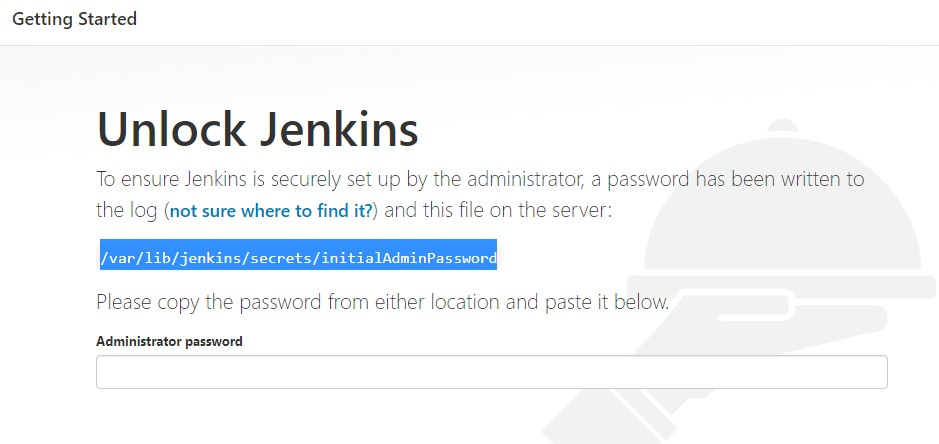 Getting Started
Unlock Jenkins
To ensure Jenkins is securely set up by the administrator, a password has been written to
the log (not sure where to find it?) and this file on the server:
/var/lib/jenkins/secrets/initialAdminPassword
Please copy the password from either location and paste it below.
Administrator password